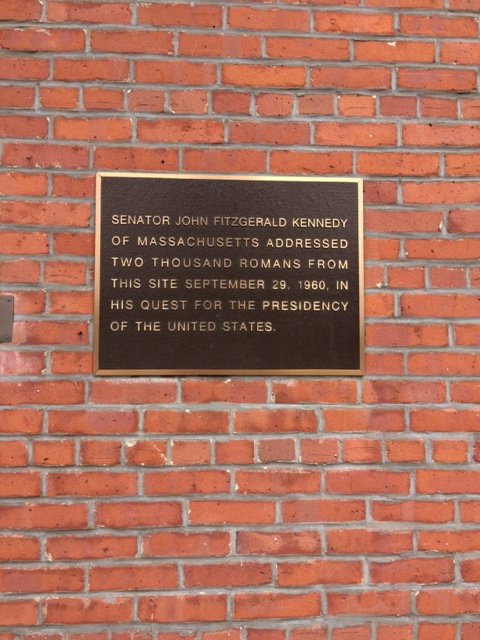 SENATOR JOHN FITZGERALD KENNEDY
OF MASSACHUSETTS ADDRESSED
TWO THOUSAND ROMANS FROM
THIS SITE SEPTEMBER 29, 1960, IN
HIS QUEST FOR THE PRESIDENCY
OF THE UNITED STATES.